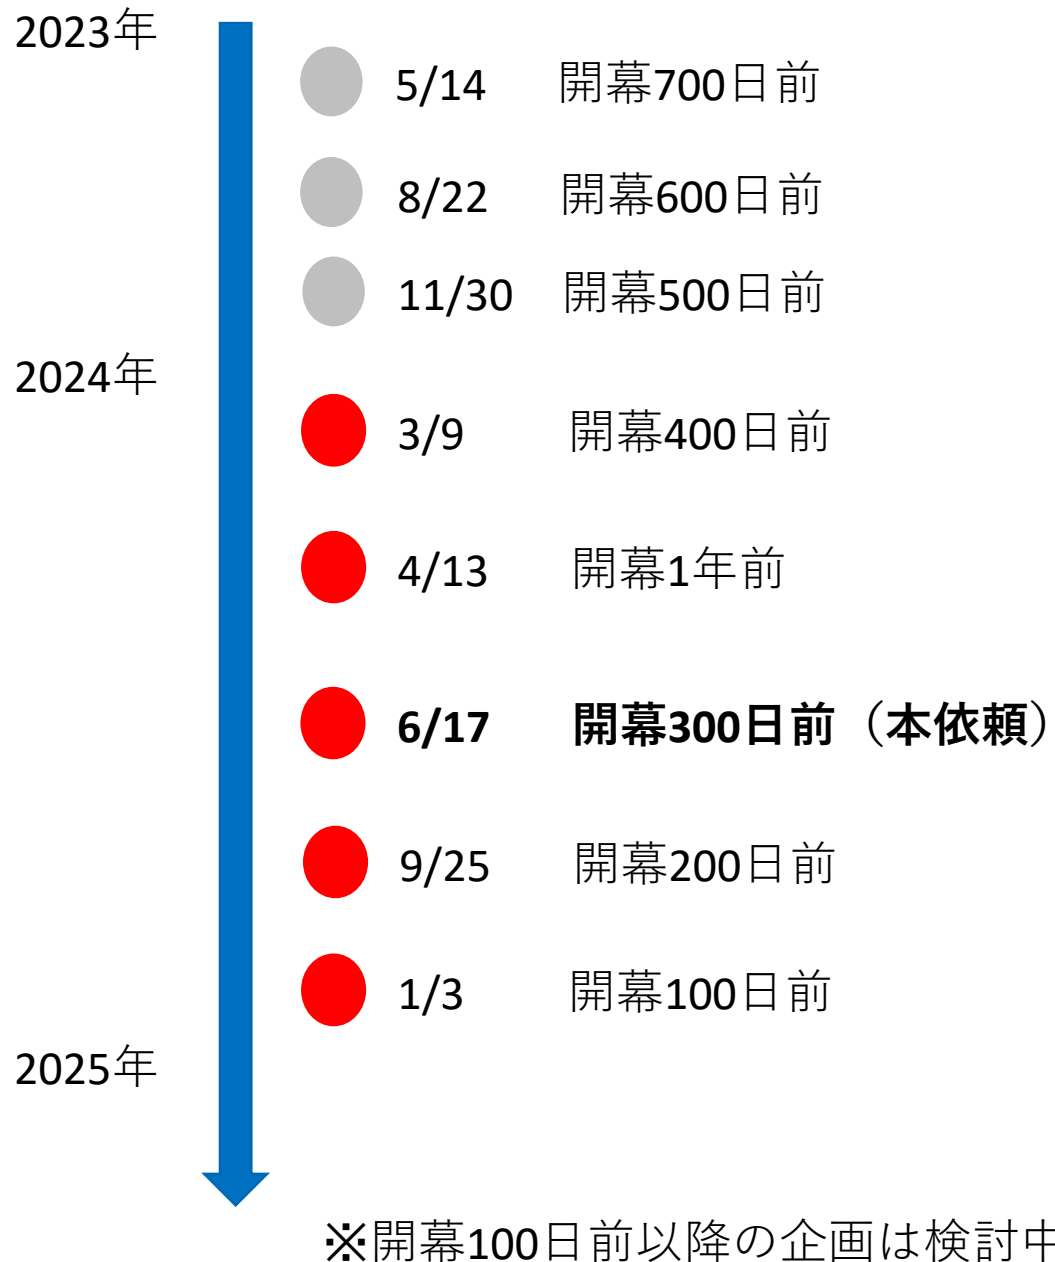 2023年
5/14 開幕700日前
8/22 開幕600日前
11/30 開幕500日前
2024年
3/9 開幕400日前
4/13 開幕1年前
6/17 開幕300日前（本依頼）
9/25 開幕200日前
1/3 開幕100日前
2025年
※開幕100日前以降の企画は検討中